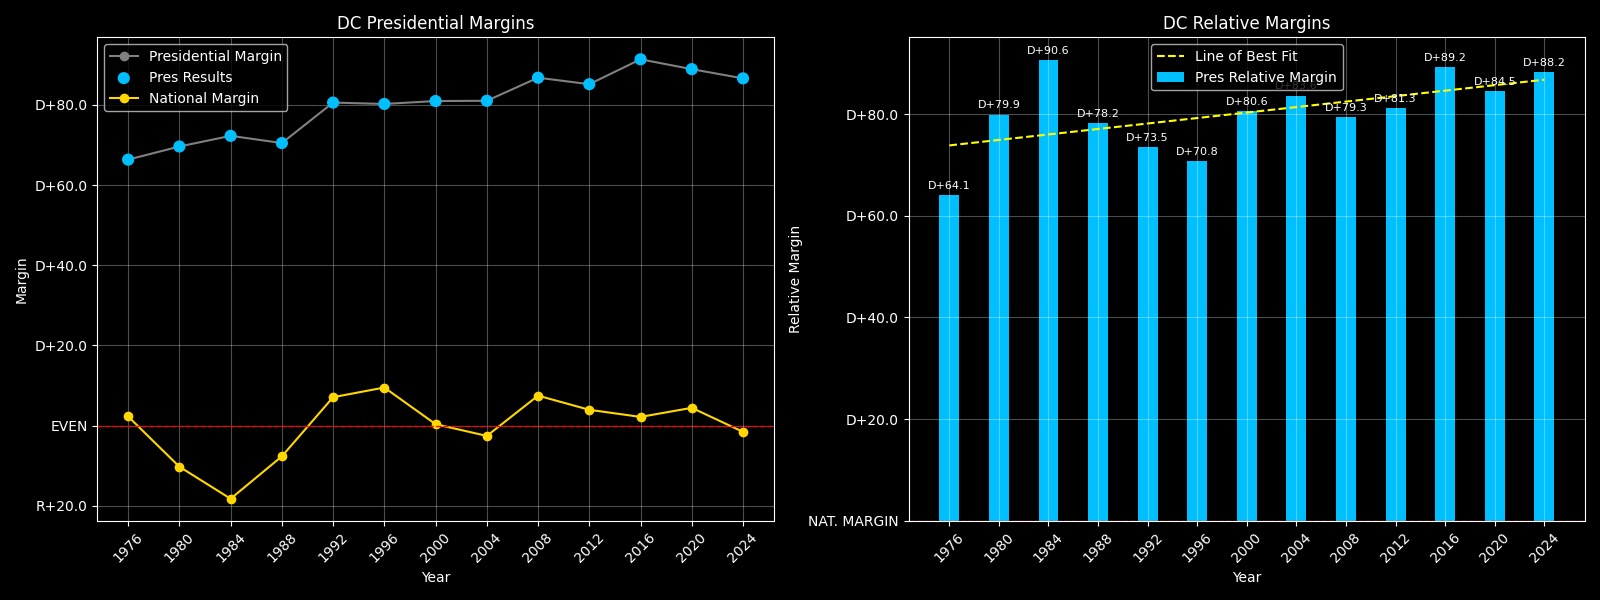 DC Presidential Margins
Presidential Margin
Pres Results
National Margin
Margin
D+80.0
D+60.0
D+40.0
D+20.0
EVEN
R+20.0
1976
1980
1984
1988
1992
1996
2000
2004
2008
2012
2016
2020
2024
Year
DC Relative Margins
Line of Best Fit
Pres Relative Margin
Relative Margin
D+80.0
D+60.0
D+40.0
D+20.0
NAT. MARGIN
D+64.1
D+79.9
D+90.6
D+78.2
D+73.5
D+70.8
D+80.6
D+83.6
D+79.3
D+81.3
D+89.2
D+84.5
D+88.2
1976
1980
1984
1988
1992
1996
2000
2004
2008
2012
2016
2020
2024
Year